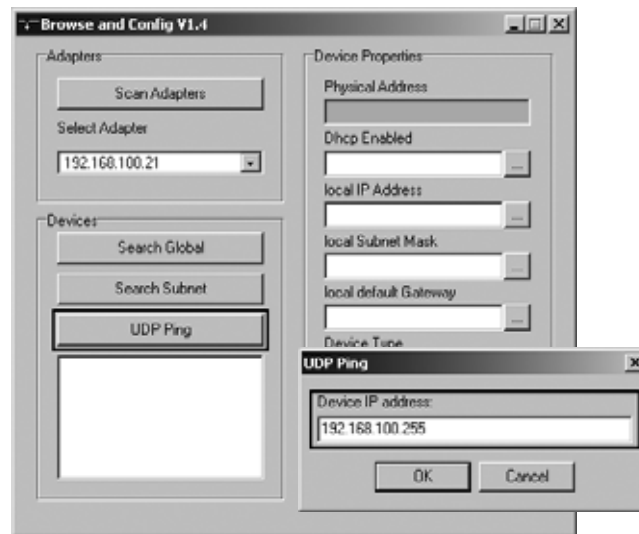 Browse and Config V1.4
Adapters
Scan Adapters
Select Adapter
192.168.100.21
Devices
Search Global
Search Subnet
UDP Ping
Device Properties
Physical Address
Dhcp Enabled
...
local IP Address
...
local Subnet Mask
...
local default Gateway
...
Device Type
UDP Ping
Device IP address:
192.168.100.255
OK
Cancel